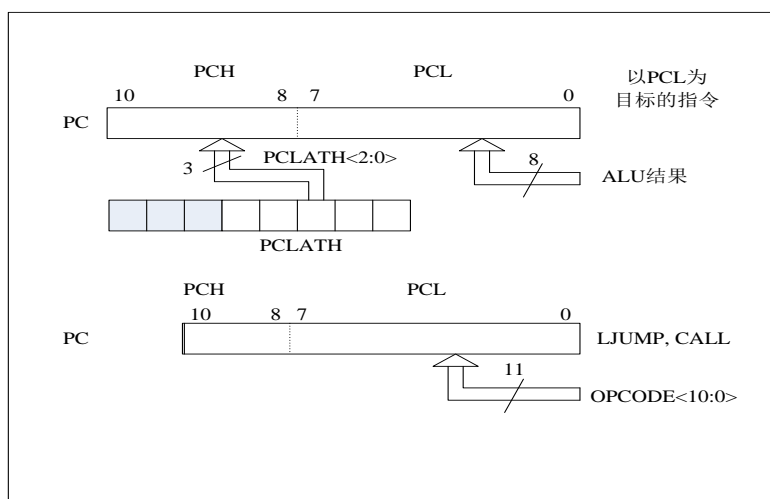 PCH PCL
10 8 7 0
以PCL为
目标的指令
PC
3 PCLATH<2:0> 8
ALU结果
PCLATH
PCH PCL
10 8 7 0
PC LJUMP, CALL
11
OPCODE<10:0>